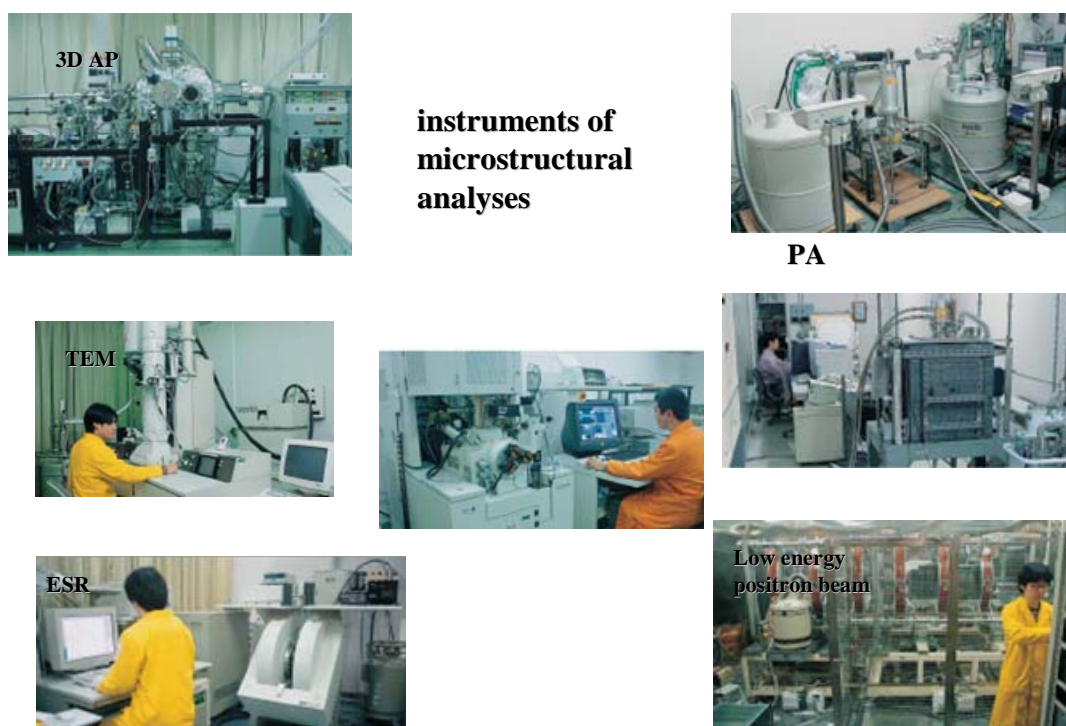 3D AP
instruments of
microstructural
analyses
PA
TEM
ESR
Low energy
positron beam